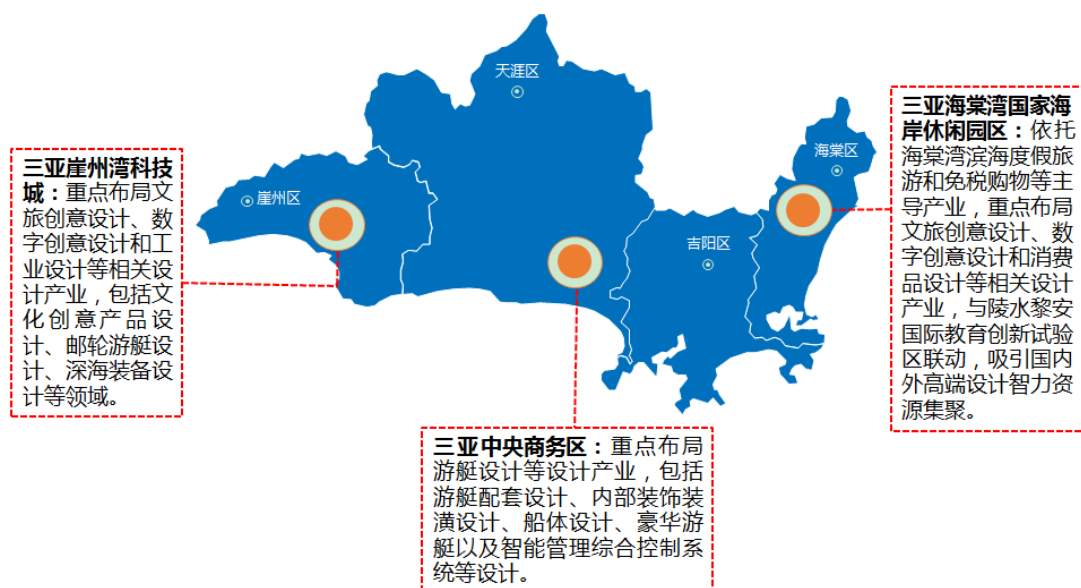 天涯区
海棠区
崖州区
吉阳区
三亚崖州湾科技
城：重点布局文
旅创意设计、数
字创意设计和工
业设计等相关设
计产业，包括文
化创意产品设
计、邮轮游艇设
计、深海装备设
计等领域。
三亚海棠湾国家海
岸休闲园区：依托
海棠湾滨海度假旅
游和免税购物等主
导产业，重点布局
文旅创意设计、数
字创意设计和消费
品设计等相关设计
产业，与陵水黎安
国际教育创新试验
区联动，吸引国内
外高端设计智力资
源集聚。
三亚中央商务区：重点布局
游艇设计等设计产业，包括
游艇配套设计、内部装饰装
潢设计、船体设计、豪华游
艇以及智能管理综合控制系
统等设计。